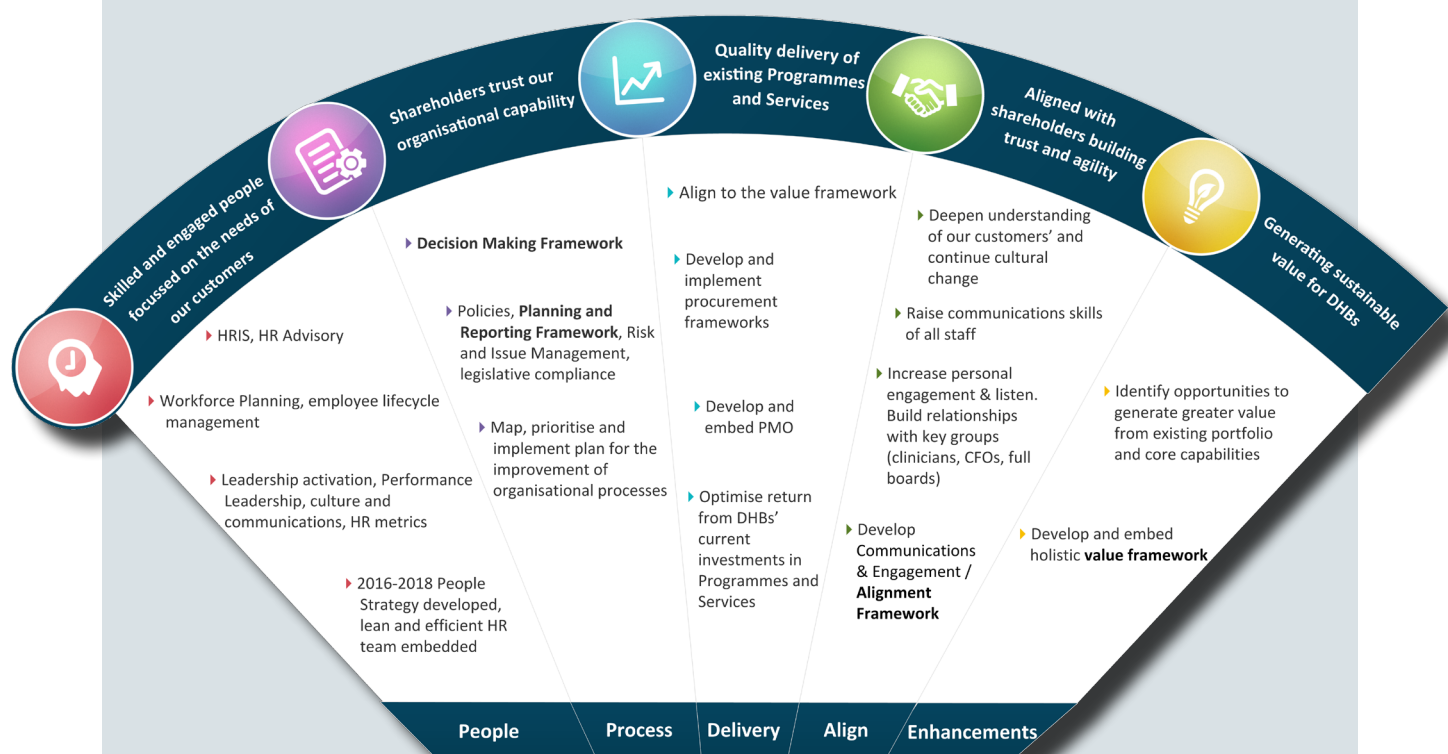 Skilled and engaged people
focussed on the needs of
our customers
Shareholders trust our
organisational capability
Quality delivery of
existing Programmes
and Services
Aligned with
shareholders building
trust and agility
Generating sustainable
value for DHBs
HRIS, HR Advisory
Workforce Planning, employee lifecycle
management
Leadership activation, Performance
Leadership, culture and
communications, HR metrics
2016-2018 People
Strategy developed,
lean and efficient HR
team embedded
Decision Making Framework
Policies, Planning and
Reporting Framework, Risk
and Issue Management,
legislative compliance
Map, prioritise and
implement plan for the
improvement of
organisational processes
Align to the value framework
Develop and
implement
procurement
frameworks
Develop and
embed PMO
Optimise return
from DHBs’
current
investments in
Programmes and
Services
Deepen understanding
of our customers’ and
continue cultural
change
Raise communications skills
of all staff
Increase personal
engagement & listen.
Build relationships
with key groups
(clinicians, CFOs, full
boards)
Develop
Communications
& Engagement /
Alignment
Framework
Identify opportunities to
generate greater value
from existing portfolio
and core capabilities
Develop and embed
holistic value framework
People
Process
Delivery
Align
Enhancements